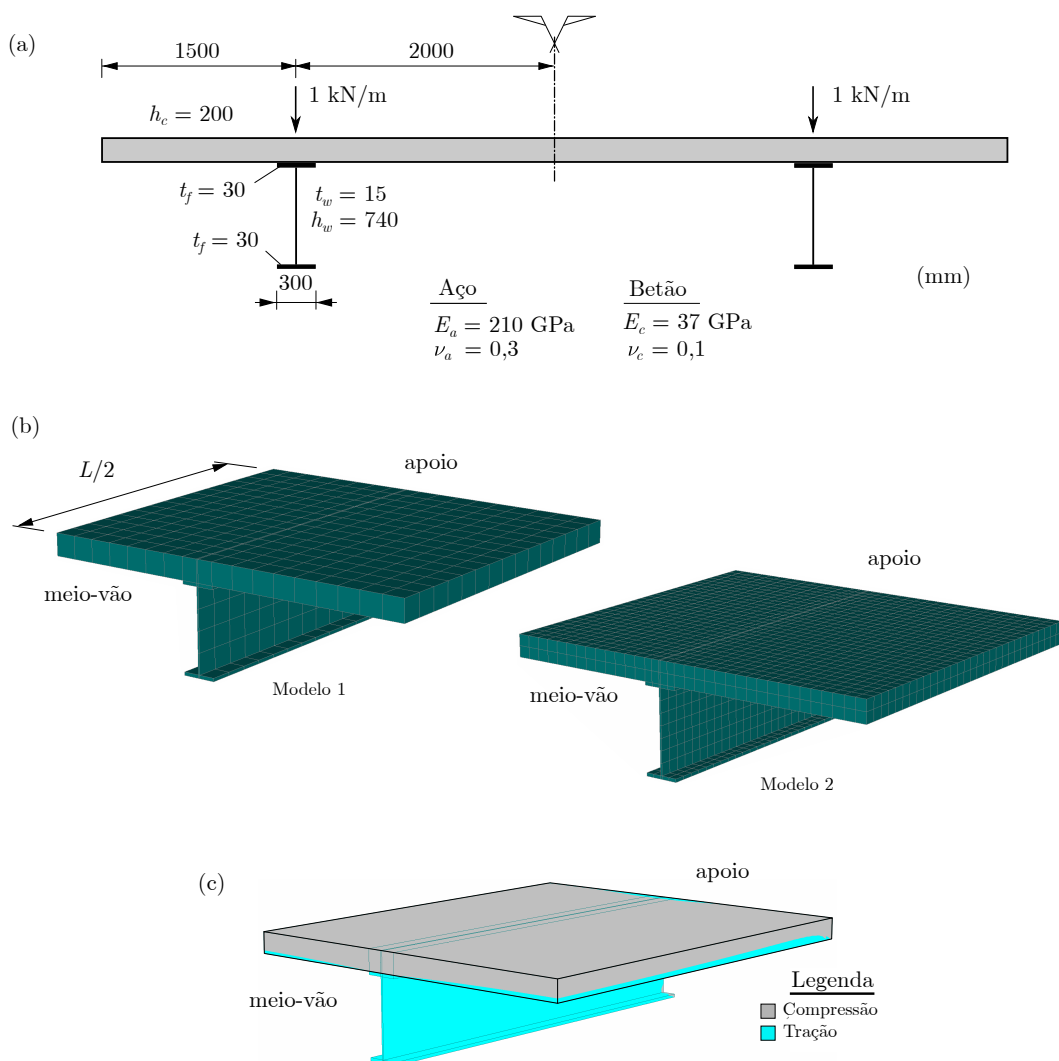 (a)
1500
2000
1 kN/m
1 kN/m
h_c = 200
t_f = 30
t_w = 15
h_w = 740
t_f = 30
300
(mm)
Aço
E_a = 210 GPa
ν_a = 0,3
Betão
E_c = 37 GPa
ν_c = 0,1
(b)
L/2
apoio
meio-vão
Modelo 1
apoio
meio-vão
Modelo 2
(c)
apoio
meio-vão
Legenda
Compressão
Tração